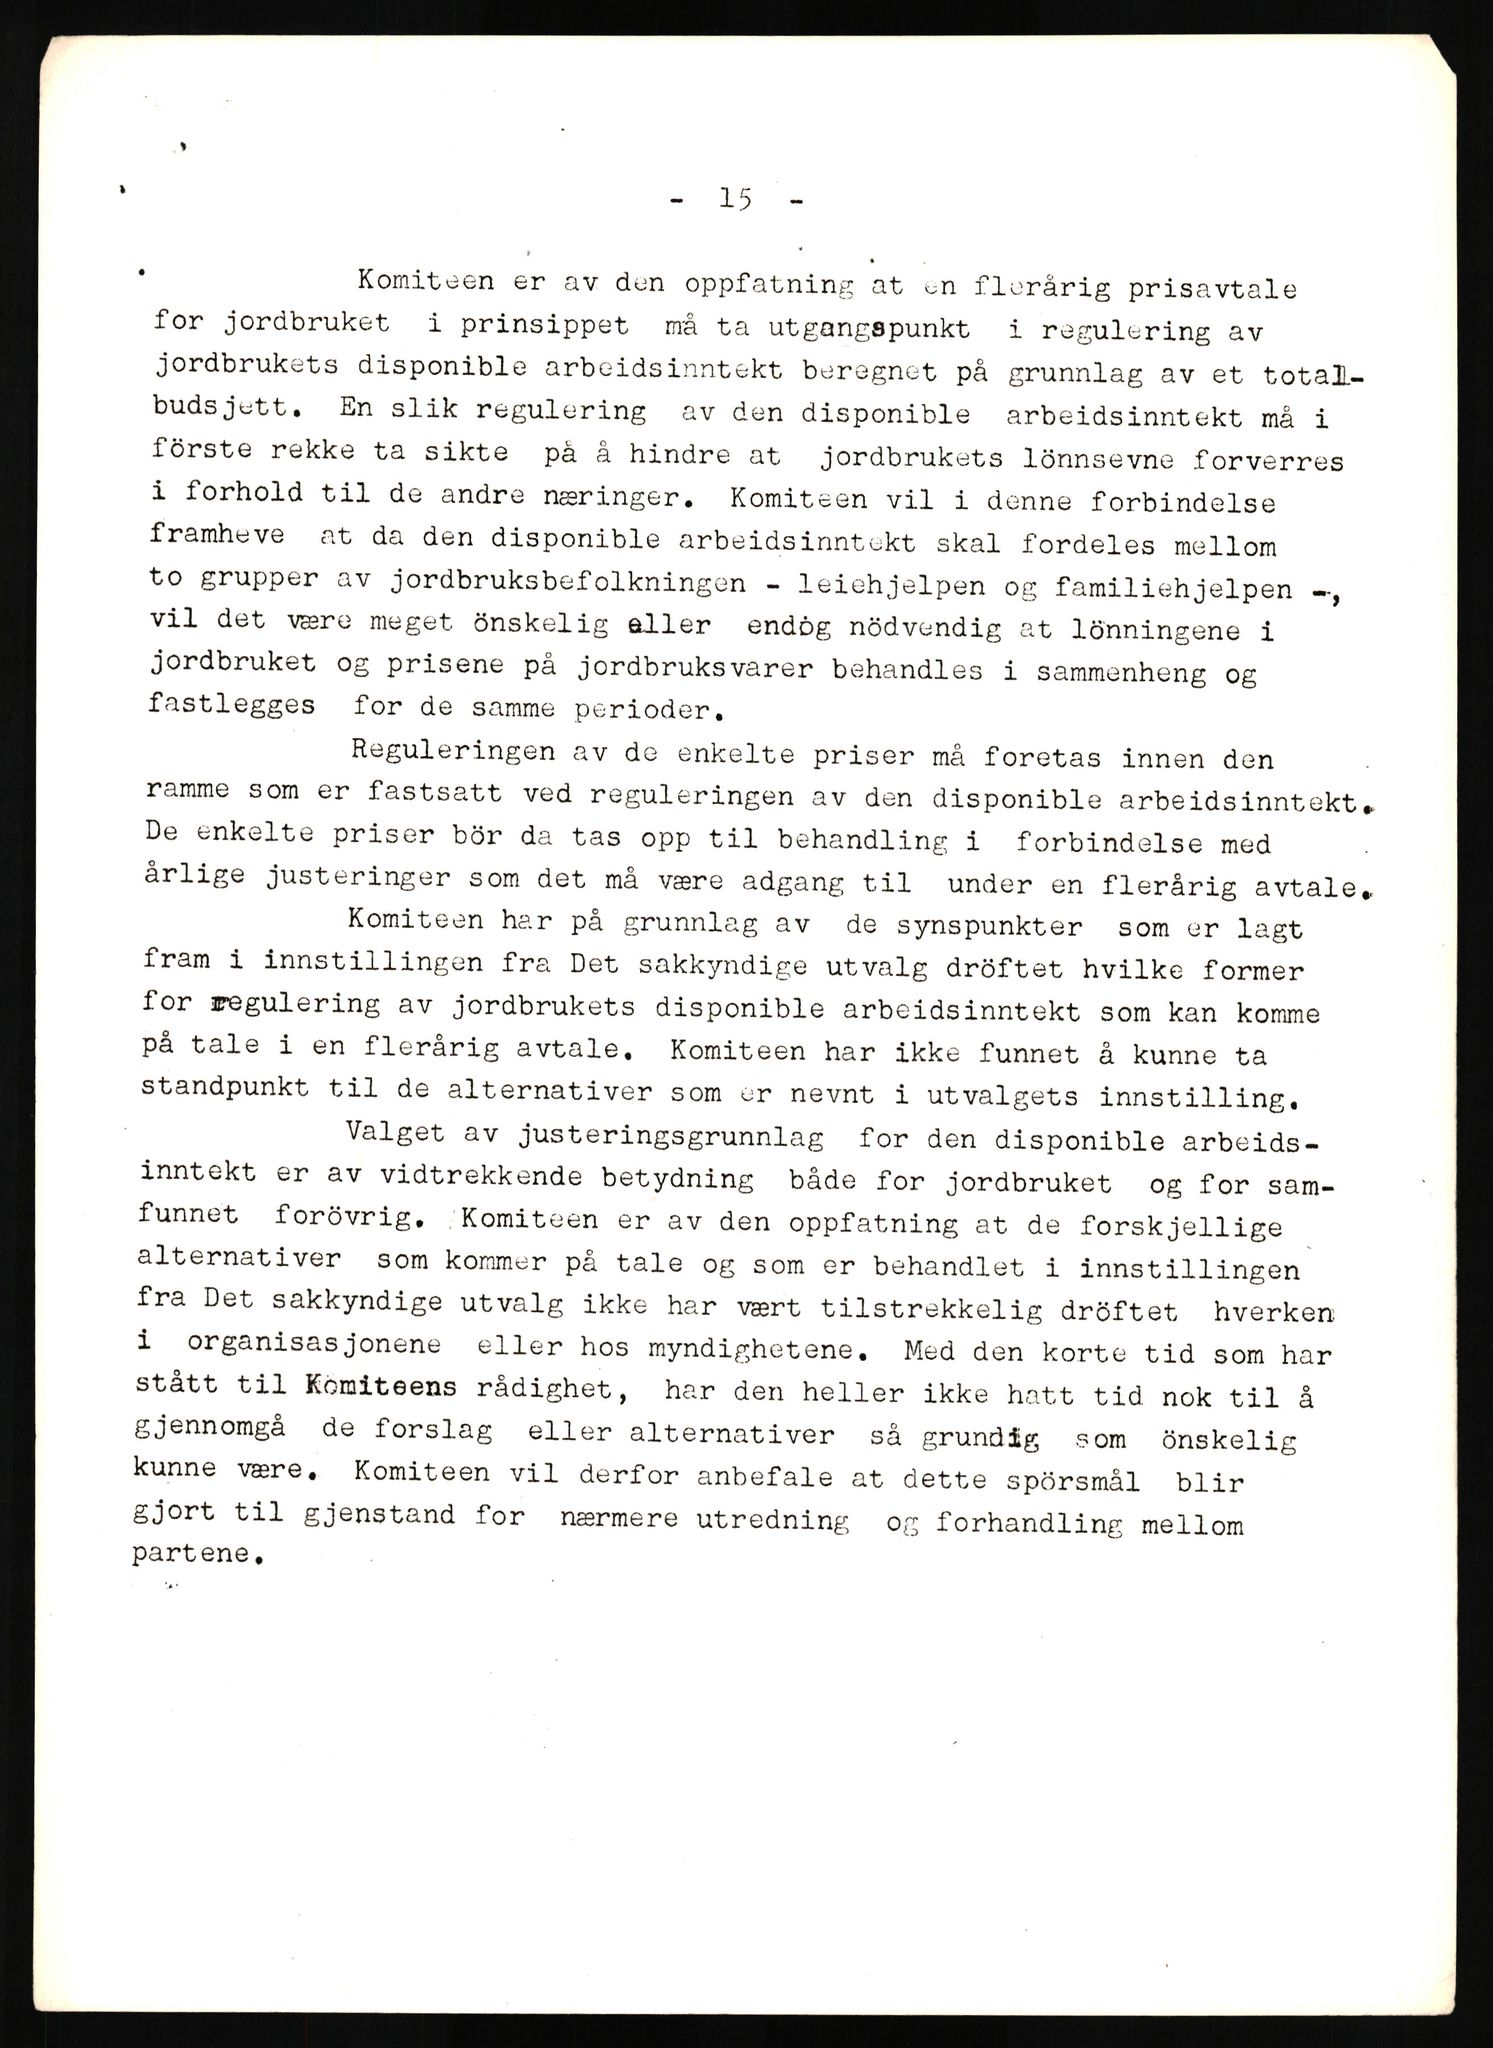 - 15 -
Komiteen er av den oppfatning at en flerårig prisavtale
for jordbruket i prinsippet må ta utgangspunkt i regulering av
jordbrukets disponible arbeidsinntekt beregnet på grunnlag av et total-
budsjett. En slik regulering av den disponible arbeidsinntekt må i
förste rekke ta sikte på å hindre at jordbrukets lönnsevne forverres
i forhold til de andre næringer. Komiteen vil i denne forbindelse
framheve at da den disponible arbeidsinntekt skal fordeles mellom
to grupper av jordbruksbefolkningen - leiehjelpen og familiehjelpen -,
vil det være meget önskelig eller endog nödvendig at lönningene i
jordbruket og prisene på jordbruksvarer behandles i sammenheng og
fastlegges for de samme perioder.
Reguleringen av de enkelte priser må foretas innen den
ramme som er fastsatt ved reguleringen av den disponible arbeidsinntekt.
De enkelte priser bör da tas opp til behandling i forbindelse med
årlige justeringer som det må være adgang til under en flerårig avtale.
Komiteen har på grunnlag av de synspunkter som er lagt
fram i innstillingen fra Det sakkyndige utvalg dröftet hvilke former
for regulering av jordbrukets disponible arbeidsinntekt som kan komme
på tale i en flerårig avtale. Komiteen har ikke funnet å kunne ta
standpunkt til de alternativer som er nevnt i utvalgets innstilling.
Valget av justeringsgrunnlag for den disponible arbeids-
inntekt er av vidtrekkende betydning både for jordbruket og for sam-
funnet forövrig. Komiteen er av den oppfatning at de forskjellige
alternativer som kommer på tale og som er behandlet i innstillingen
fra Det sakkyndige utvalg ikke har vært tilstrekkelig dröftet hverken
i organisasjonene eller hos myndighetene. Med den korte tid som har
stått til Komiteens rådighet, har den heller ikke hatt tid nok til å
gjennomgå de forslag eller alternativer så grundig som önskelig
kunne være. Komiteen vil derfor anbefale at dette spörsmål blir
gjort til gjenstand for nærmere utredning og forhandling mellom
partene.